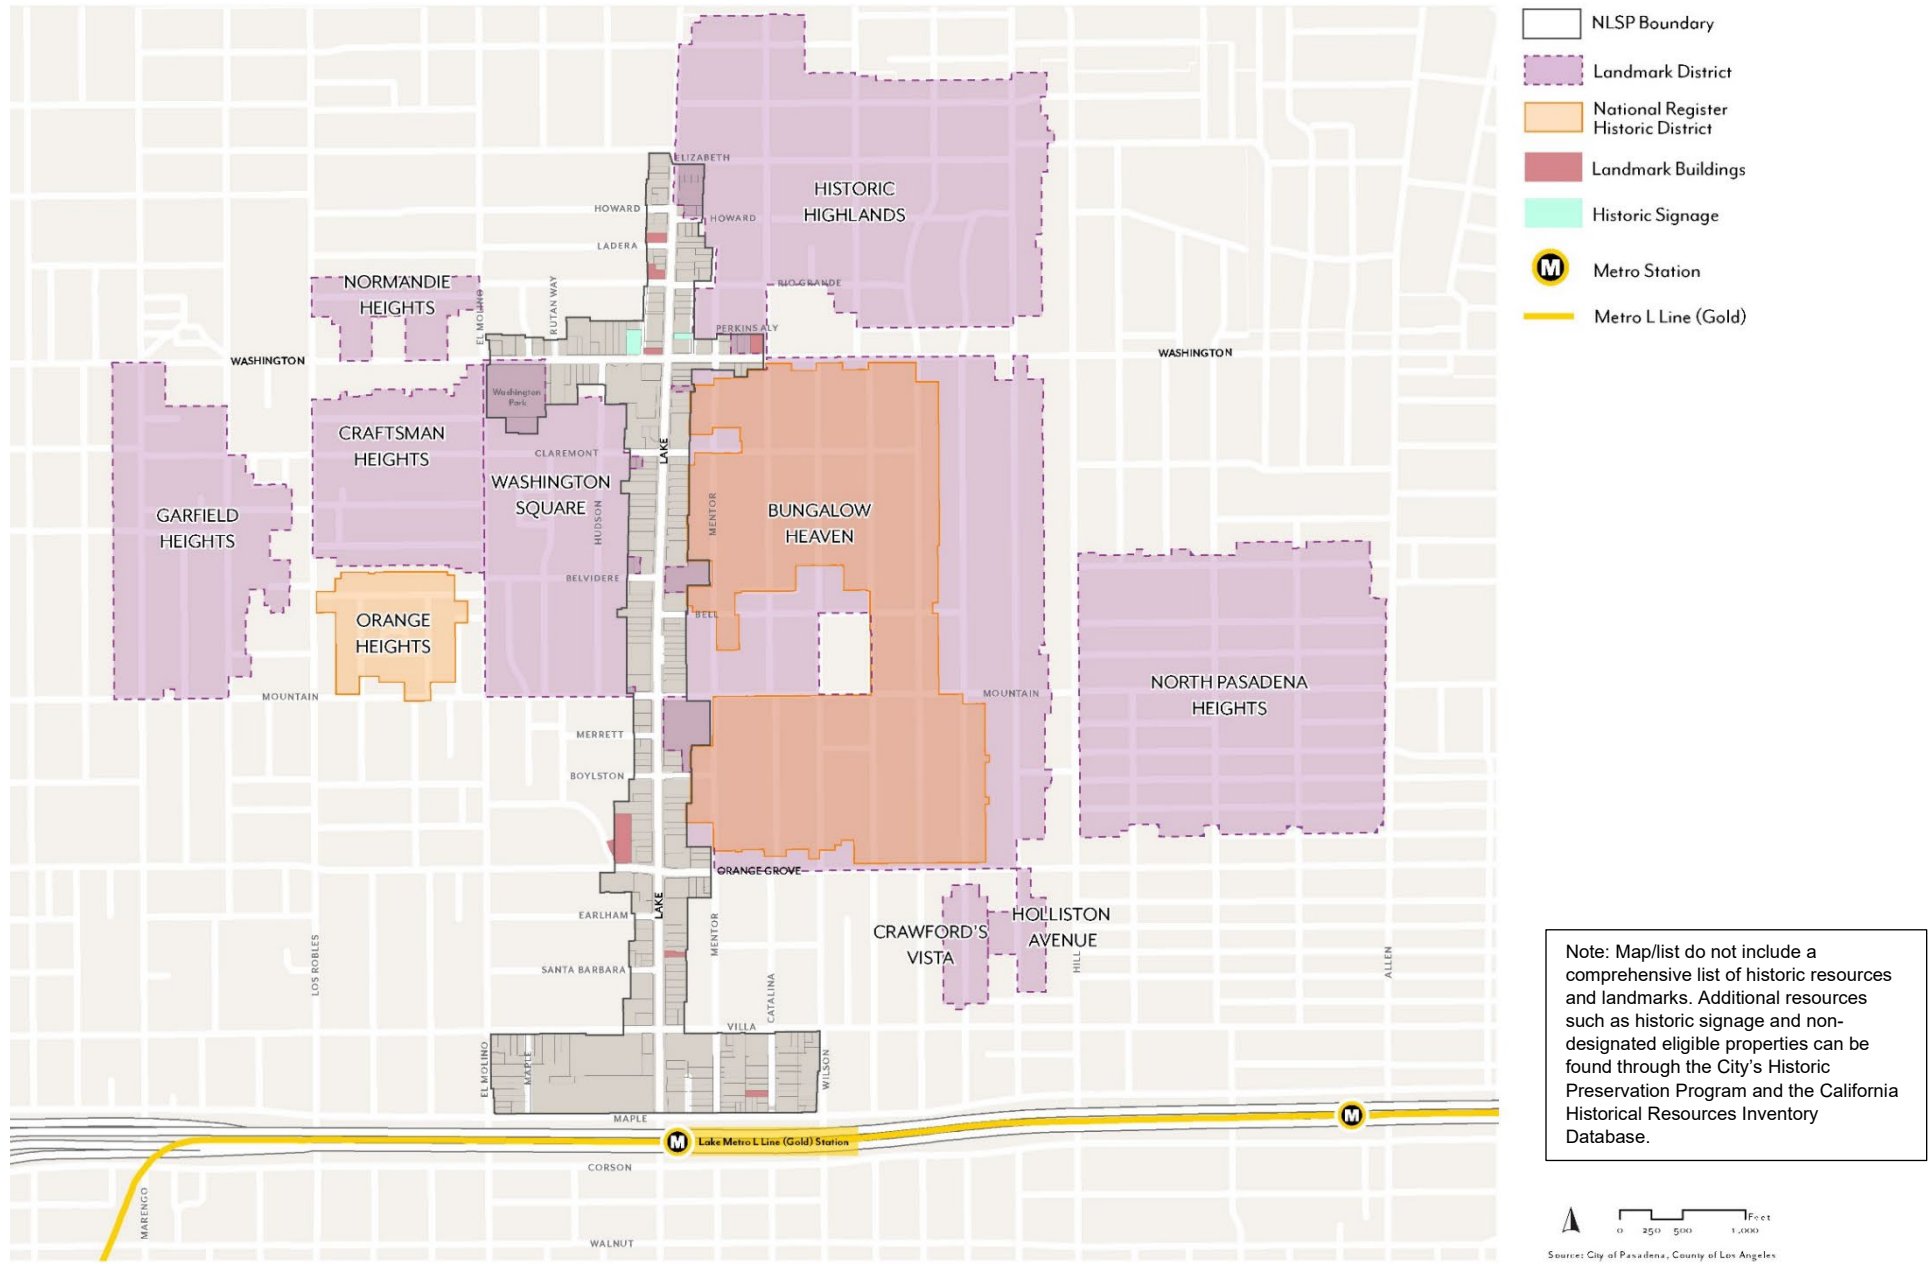 NLSP Boundary
Landmark District
National Register
Historic District
Landmark Buildings
Historic Signage
M
Metro Station
Metro L Line (Gold)
ELIZABETH
HISTORIC
HIGHLANDS
HOWARD
HOWARD
LADERA
NORMANDIE
HEIGHTS
EL MOLINO
RUTAN WAY
RIO GRANDE
PERKINS ALY
WASHINGTON
WASHINGTON
Washington
Park
CRAFTSMAN
HEIGHTS
LAKE
CLAREMONT
WASHINGTON
SQUARE
HUDSON
MENTOR
BUNGALOW
HEAVEN
GARFIELD
HEIGHTS
BELVIDERE
BELL
ORANGE
HEIGHTS
MOUNTAIN
MOUNTAIN
NORTH PASADENA
HEIGHTS
MERRETT
BOYLSTON
ORANGE GROVE
LAKE
EARLHAM
MENTOR
CRAWFORD'S
VISTA
HOLLISTON
AVENUE
HILL
ALLEN
LOS ROBLES
SANTA BARBARA
CATALINA
VILLA
EL MOLINO
MAPLE
WILSON
MAPLE
M
Lake Metro L Line (Gold) Station
M
CORSON
MARENGO
WALNUT
Note: Map/list do not include a
comprehensive list of historic resources
and landmarks. Additional resources
such as historic signage and non-
designated eligible properties can be
found through the City's Historic
Preservation Program and the California
Historical Resources Inventory
Database.
Feet
0 250 500 1,000
Source: City of Pasadena, County of Los Angeles